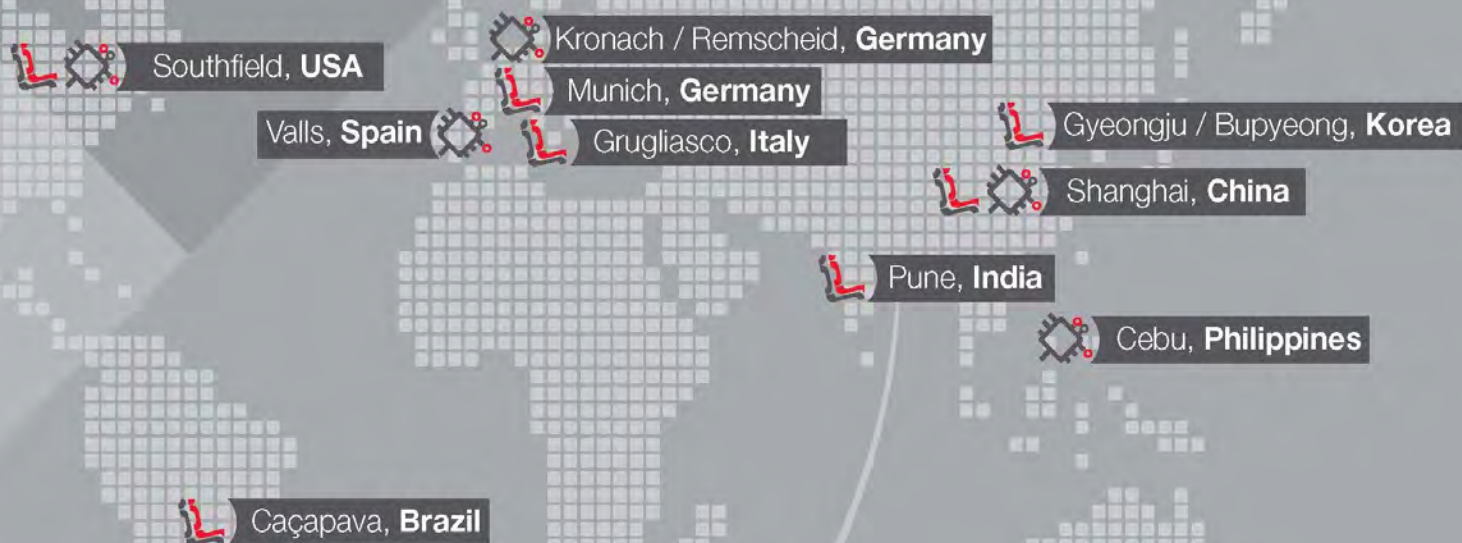 Southfield, USA
Kronach / Remscheid, Germany
Munich, Germany
Valls, Spain
Grugliasco, Italy
Gyeongju / Bupyeong, Korea
Shanghai, China
Pune, India
Cebu, Philippines
Caçapava, Brazil